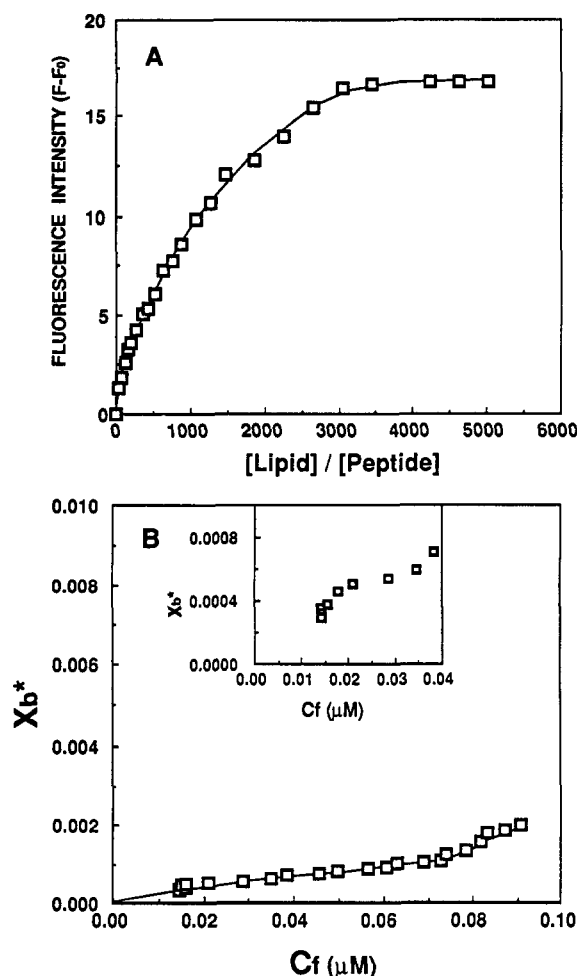 A
FLUORESCENCE INTENSITY (F-F0)
20
15
10
5
0
0 1000 2000 3000 4000 5000 6000
[Lipid] / [Peptide]
B
Xb*
0.010
0.008
0.006
0.004
0.002
0.000
0.00 0.02 0.04 0.06 0.08 0.10
Cf (μM)
Xb*
0.0008
0.0004
0.0000
0.00 0.01 0.02 0.03 0.04
Cf (μM)